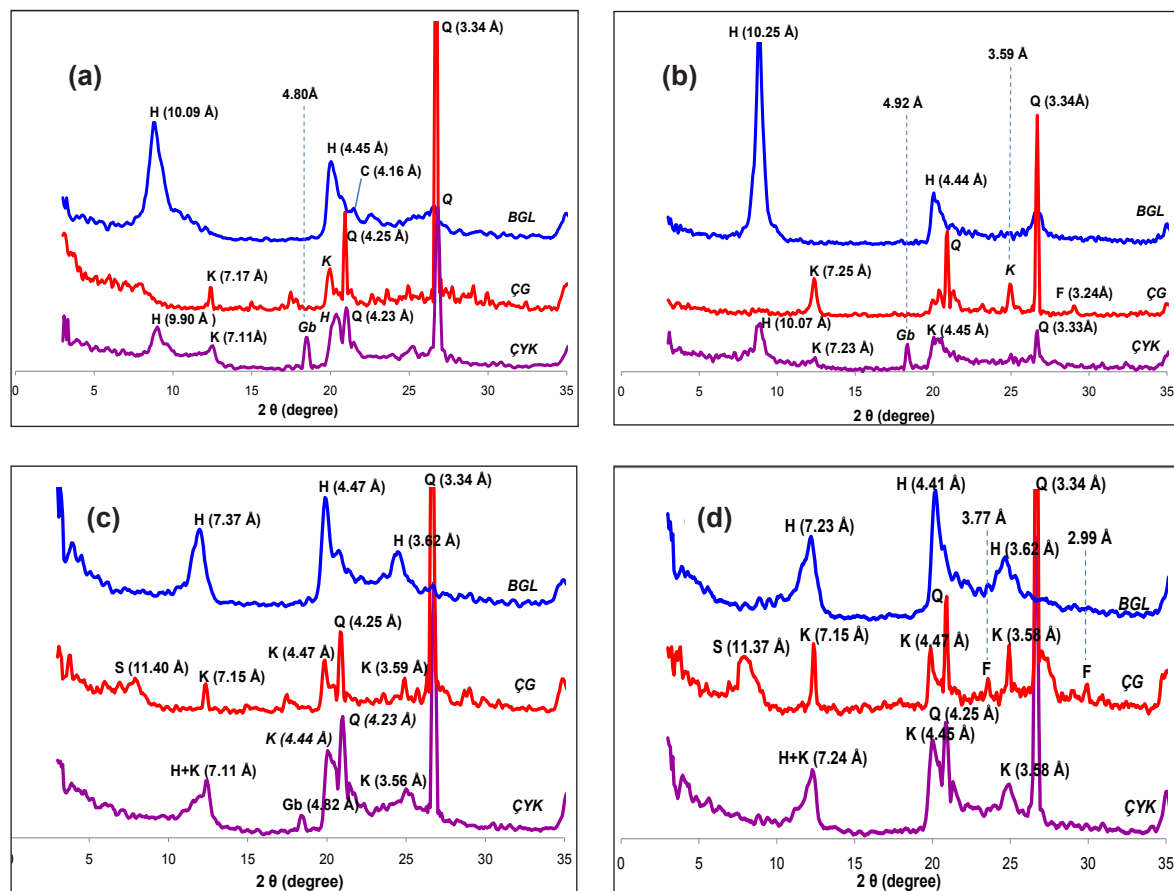 (a)
Q (3.34 Å)
4.80Å
H (10.09 Å)
H (4.45 Å)
C (4.16 Å)
Q
BGL
Q (4.25 Å)
K
K (7.17 Å)
ÇG
H (9.90 Å)
K (7.11Å)
Gb
H
Q (4.23 Å)
ÇYK
0 5 10 15 20 25 30 35
2 θ (degree)
(b)
H (10.25 Å)
3.59 Å
4.92 Å
Q (3.34Å)
H (4.44 Å)
BGL
Q
K (7.25 Å)
K
F (3.24Å)
ÇG
H (10.07 Å)
K (7.23 Å)
Gb
K (4.45 Å)
Q (3.33Å)
ÇYK
0 5 10 15 20 25 30 35
2 θ (degree)
(c)
H (4.47 Å)
Q (3.34 Å)
H (7.37 Å)
H (3.62 Å)
BGL
Q (4.25 Å)
S (11.40 Å)
K (7.15 Å)
K (4.47 Å)
K (3.59 Å)
ÇG
Q (4.23 Å)
K (4.44 Å)
H+K (7.11 Å)
Gb (4.82 Å)
K (3.56 Å)
ÇYK
0 5 10 15 20 25 30 35
2 θ (degree)
(d)
H (4.41 Å)
Q (3.34 Å)
3.77 Å
H (7.23 Å)
H (3.62 Å)
2.99 Å
BGL
Q
S (11.37 Å)
K (7.15 Å)
K (4.47 Å)
K (3.58 Å)
F
F
ÇG
Q (4.25 Å)
K (4.45 Å)
H+K (7.24 Å)
K (3.58 Å)
ÇYK
0 5 10 15 20 25 30 35
2 θ (degree)